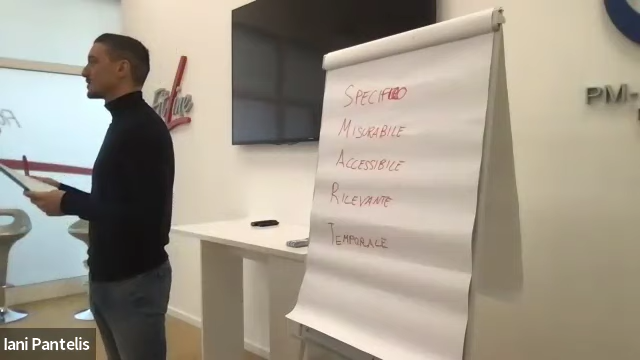 SPECIFICO
MISURABILE
ACCESSIBILE
RILEVANTE
TEMPORALE
PM-
Iani Pantelis